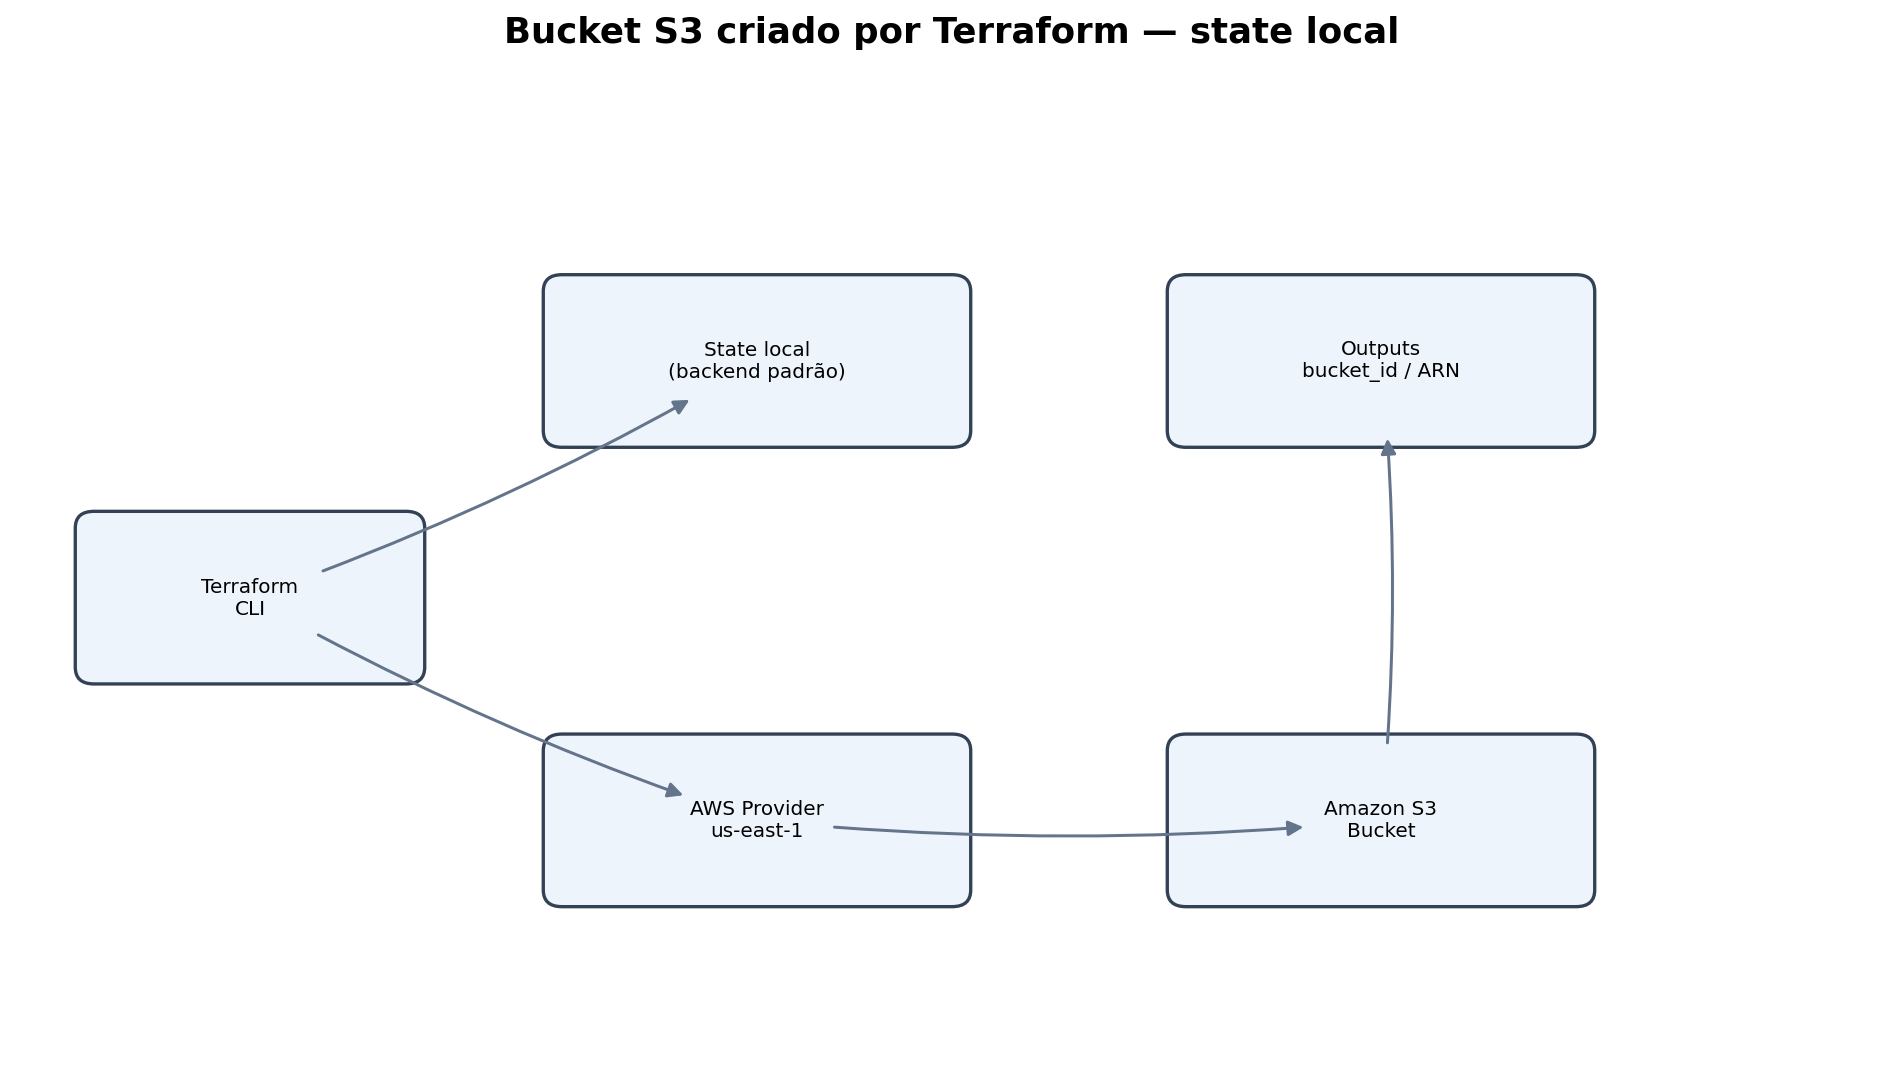 Bucket S3 criado por Terraform — state local
State local
(backend padrão)
Outputs
bucket_id / ARN
Terraform
CLI
AWS Provider
us-east-1
Amazon S3
Bucket